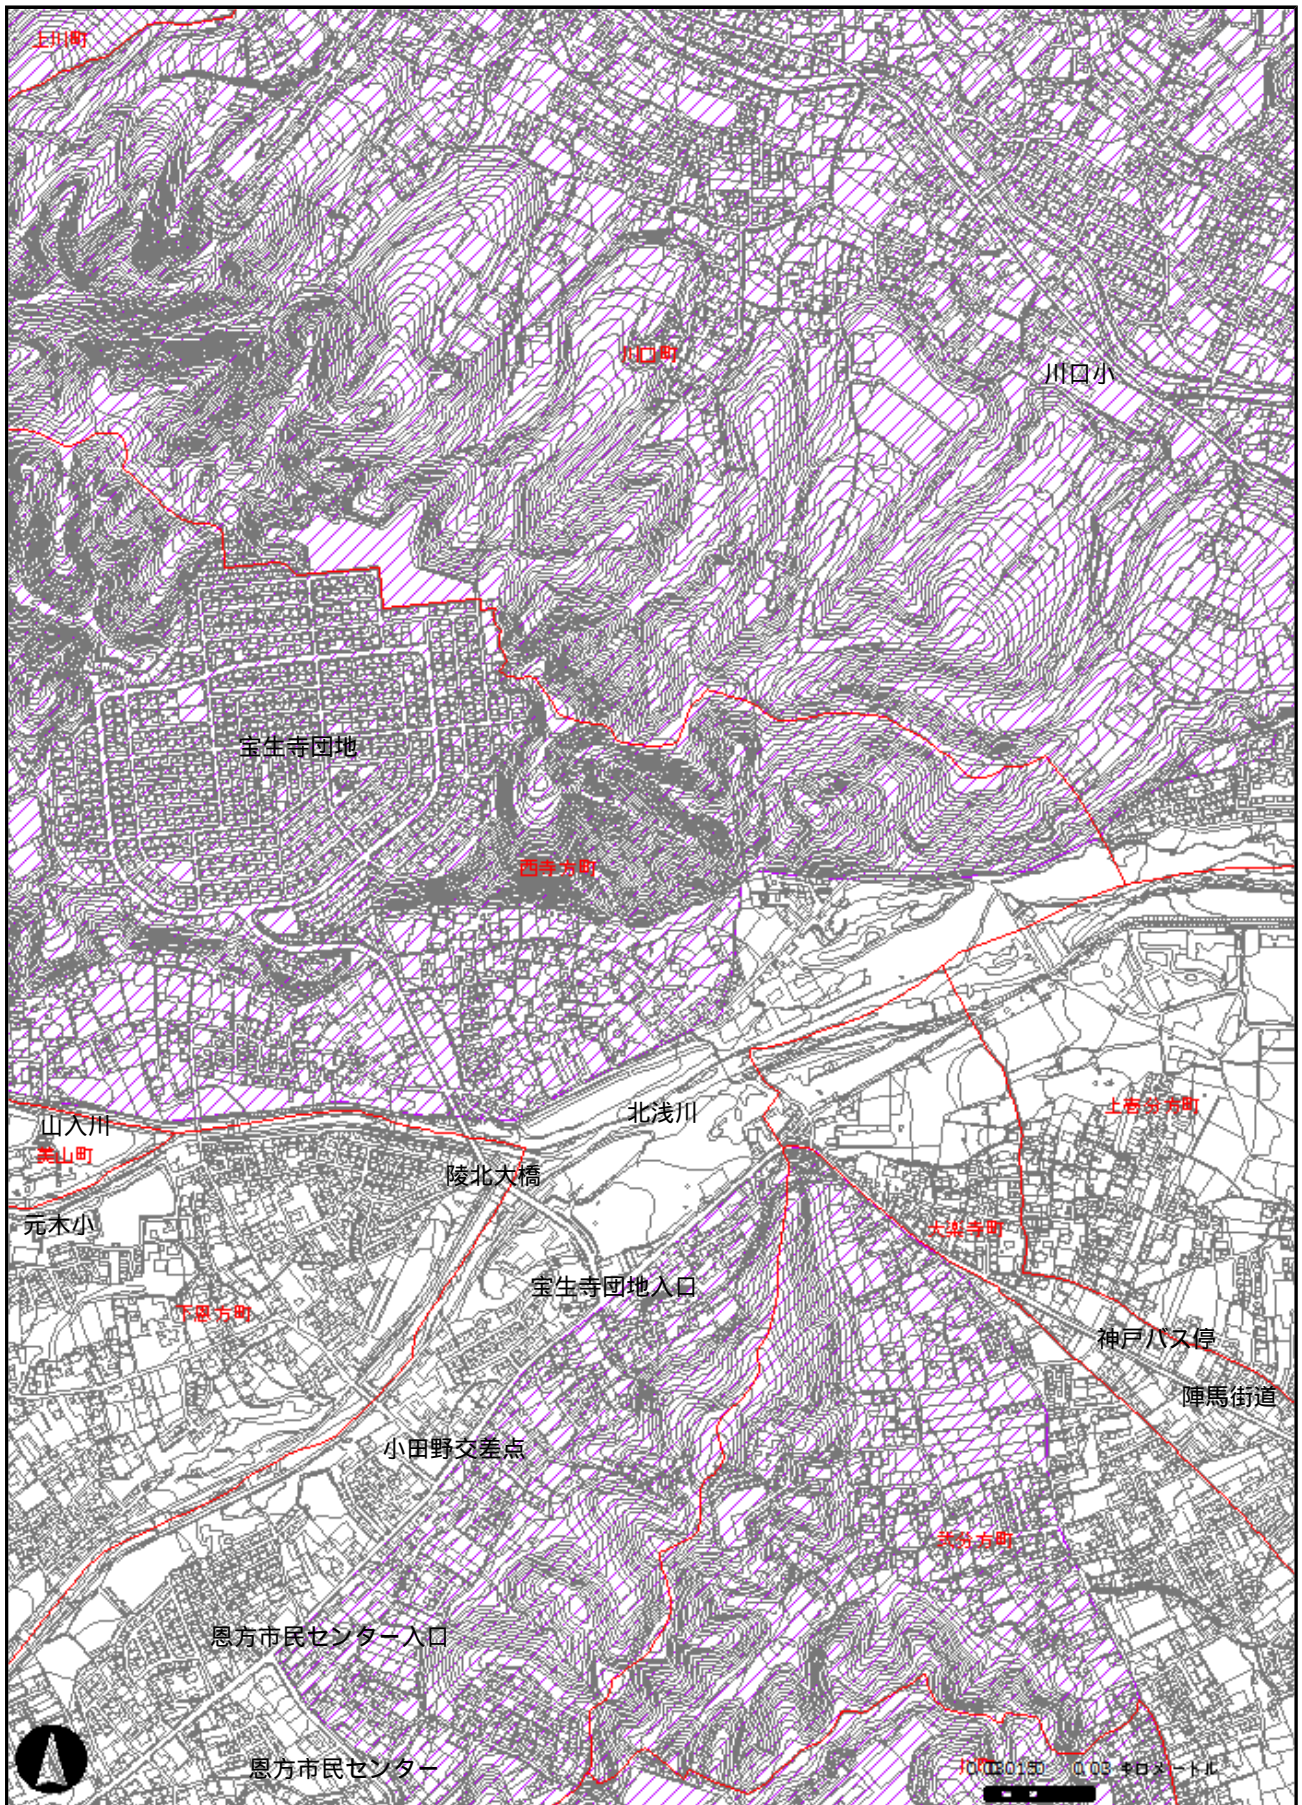 上川町
川口町
川口小
宝生寺団地
西寺方町
北浅川
上壱分方町
山入川
美山町
陵北大橋
元木小
大楽寺町
宝生寺団地入口
下恩方町
神戸バス停
陣馬街道
小田野交差点
弐分方町
恩方市民センター入口
恩方市民センター
0.03 キロメートル